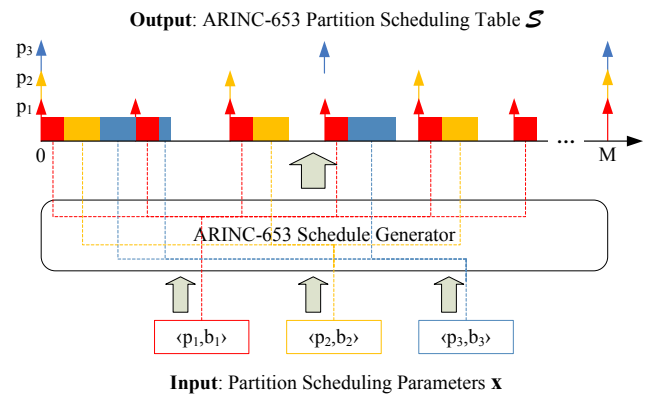 Output: ARINC-653 Partition Scheduling Table S
p₃
p₂
p₁
0
...
M
ARINC-653 Schedule Generator
‹p₁,b₁› ‹p₂,b₂› ‹p₃,b₃›
Input: Partition Scheduling Parameters x